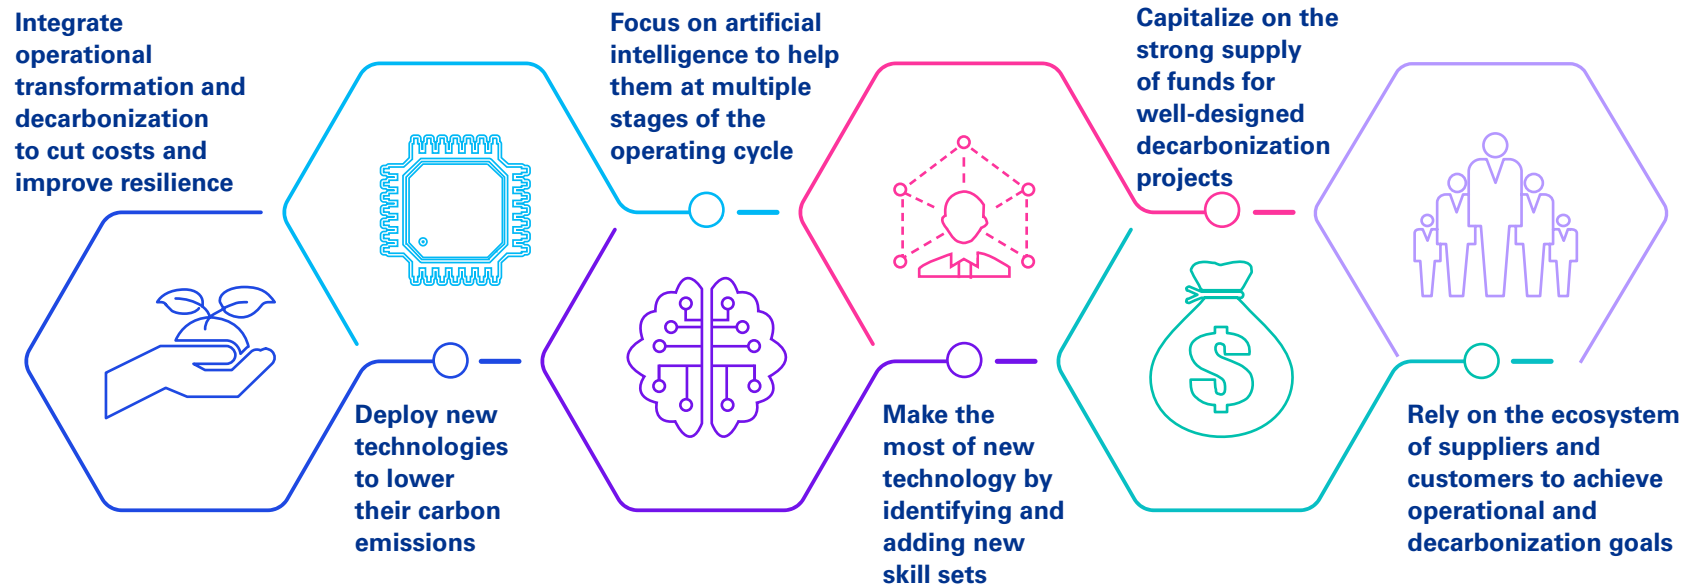 Integrate
operational
transformation and
decarbonization
to cut costs and
improve resilience
Deploy new
technologies
to lower
their carbon
emissions
Focus on artificial
intelligence to help
them at multiple
stages of the
operating cycle
Make the
most of new
technology by
identifying and
adding new
skill sets
Capitalize on the
strong supply
of funds for
well-designed
decarbonization
projects
Rely on the ecosystem
of suppliers and
customers to achieve
operational and
decarbonization goals
$